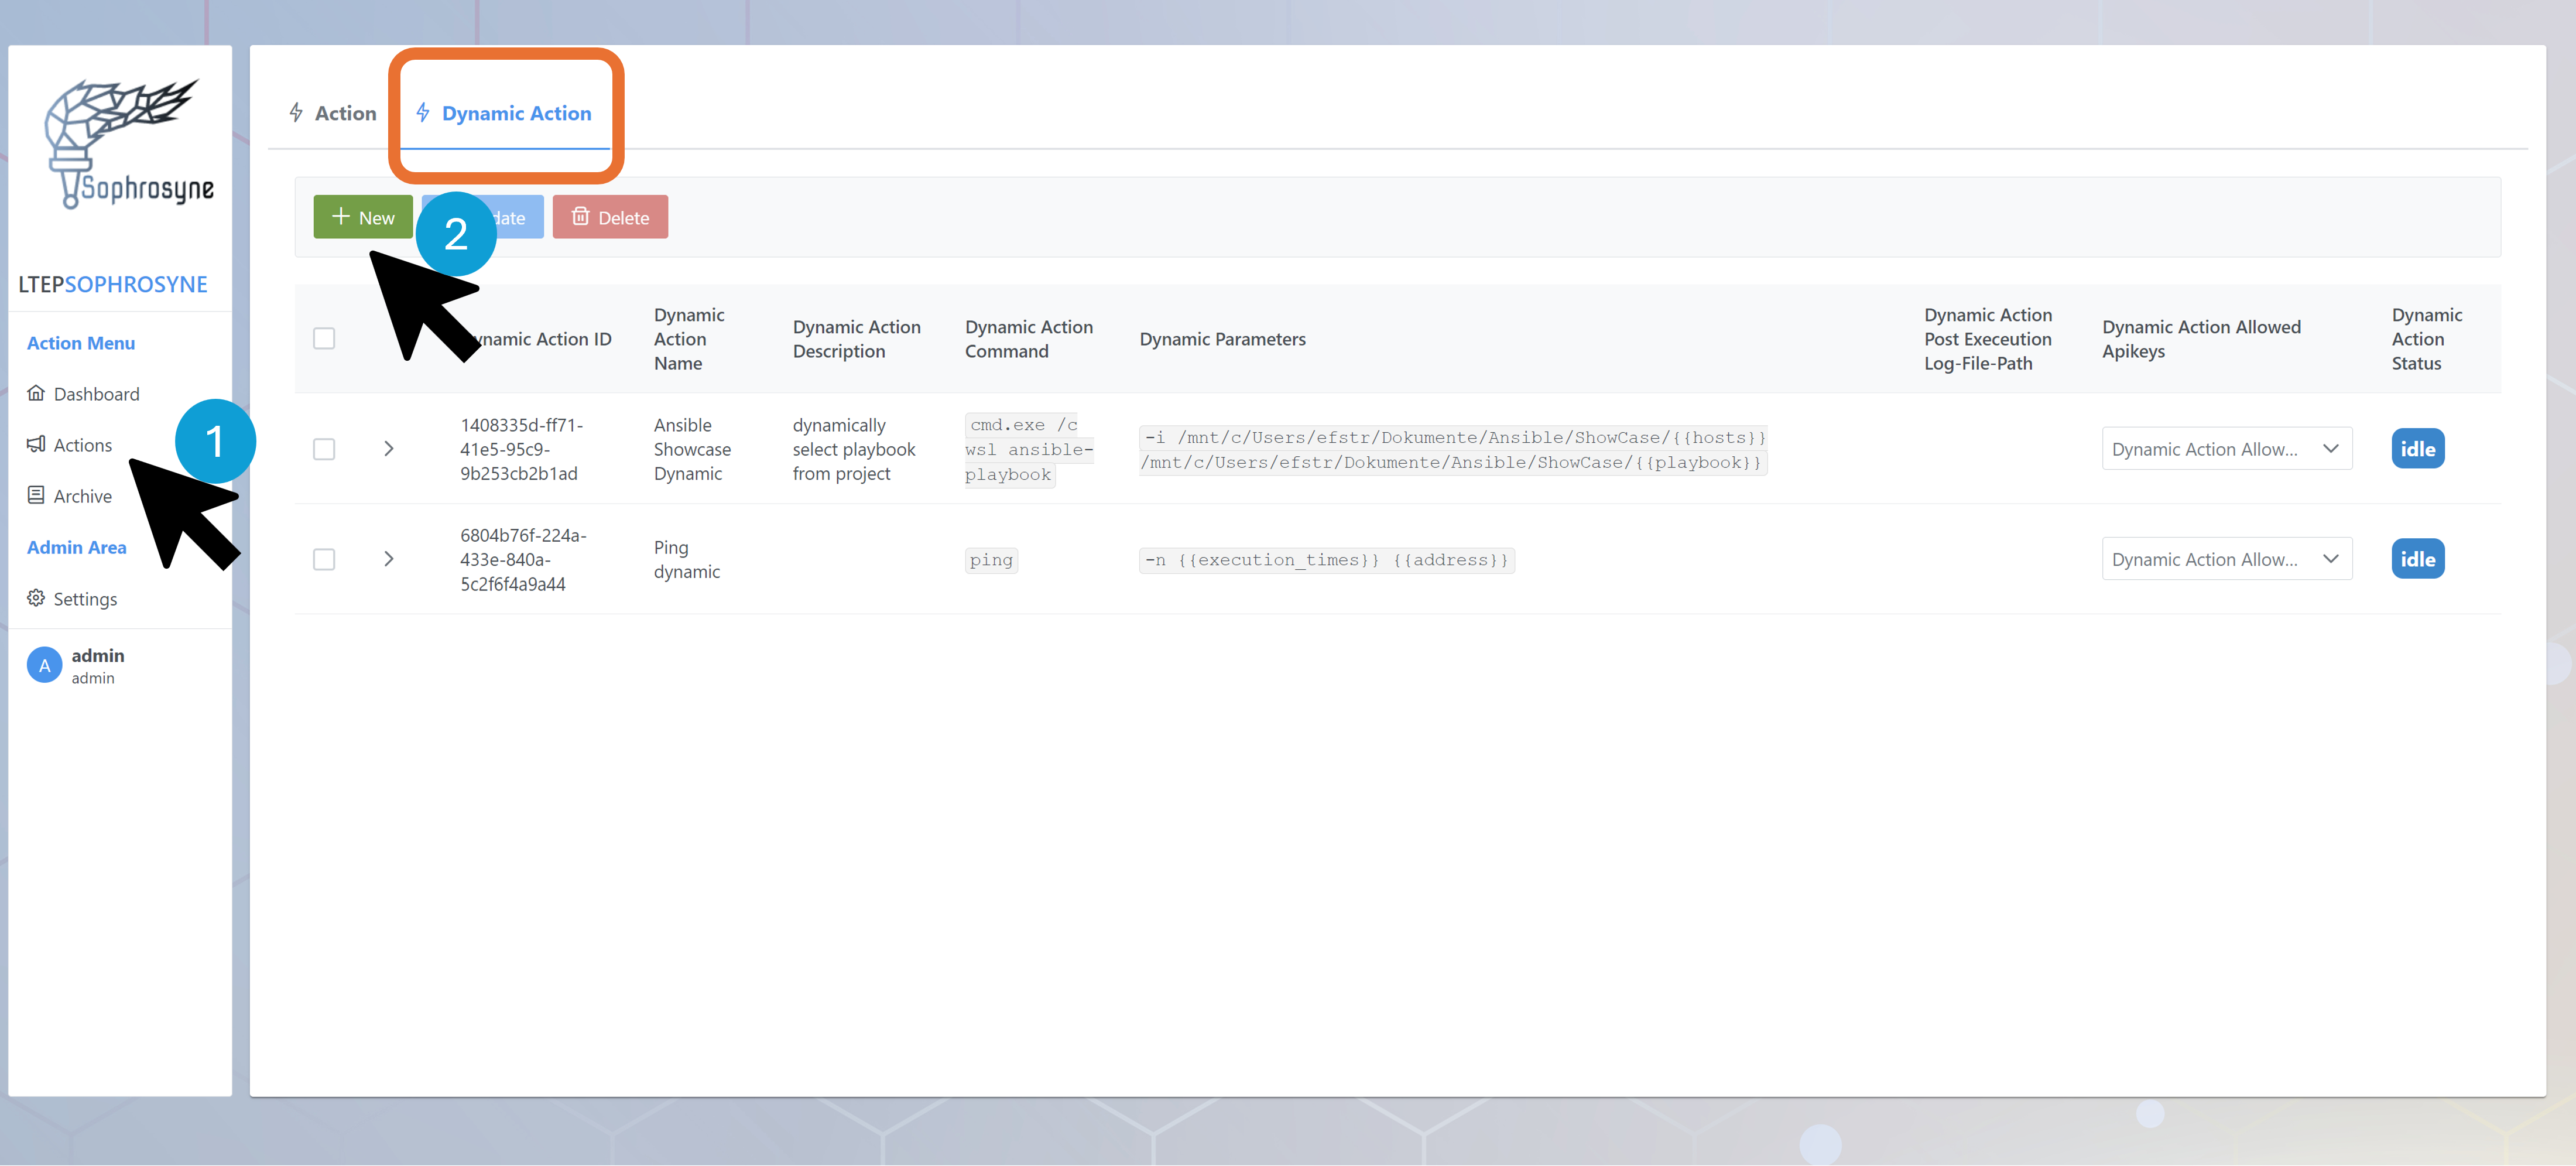 Sophrosyne
LTEPSOPHROSYNE
Action Menu
Dashboard
Actions
1
Archive
Admin Area
Settings
A
admin
admin
Action
Dynamic Action
New
2
Delete
Dynamic Action ID
Dynamic
Action
Name
Dynamic Action
Description
Dynamic Action
Command
Dynamic Parameters
Dynamic Action
Post Execution
Log-File-Path
Dynamic Action Allowed
Apikeys
Dynamic
Action
Status
1408335d-ff71-
41e5-95c9-
9b253cb2b1ad
Ansible
Showcase
Dynamic
dynamically
select playbook
from project
cmd.exe /c
wsl ansible-
playbook
-i /mnt/c/Users/efstr/Dokumente/Ansible/ShowCase/{{hosts}}
/mnt/c/Users/efstr/Dokumente/Ansible/ShowCase/{{playbook}}
Dynamic Action Allow...
idle
6804b76f-224a-
433e-840a-
5c2f6f4a9a44
Ping
dynamic
ping
-n {{execution_times}} {{address}}
Dynamic Action Allow...
idle